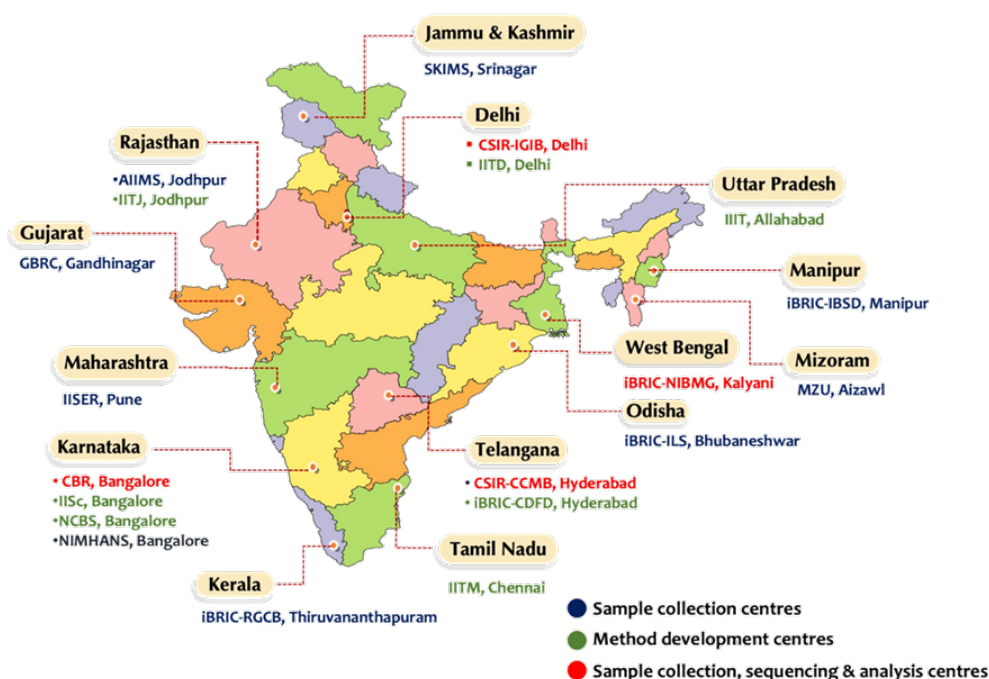 Jammu & Kashmir
SKIMS, Srinagar
Delhi
▪ CSIR-IGIB, Delhi
▪ IITD, Delhi
Rajasthan
•AIIMS, Jodhpur
•IITJ, Jodhpur
Uttar Pradesh
IIIT, Allahabad
Gujarat
GBRC, Gandhinagar
Manipur
iBRIC-IBSD, Manipur
Maharashtra
IISER, Pune
West Bengal
iBRIC-NIBMG, Kalyani
Mizoram
MZU, Aizawl
Odisha
iBRIC-ILS, Bhubaneshwar
Karnataka
• CBR, Bangalore
•IISc, Bangalore
•NCBS, Bangalore
•NIMHANS, Bangalore
Telangana
• CSIR-CCMB, Hyderabad
• iBRIC-CDFD, Hyderabad
Tamil Nadu
IITM, Chennai
Kerala
iBRIC-RGCB, Thiruvananthapuram
Sample collection centres
Method development centres
Sample collection, sequencing & analysis centres